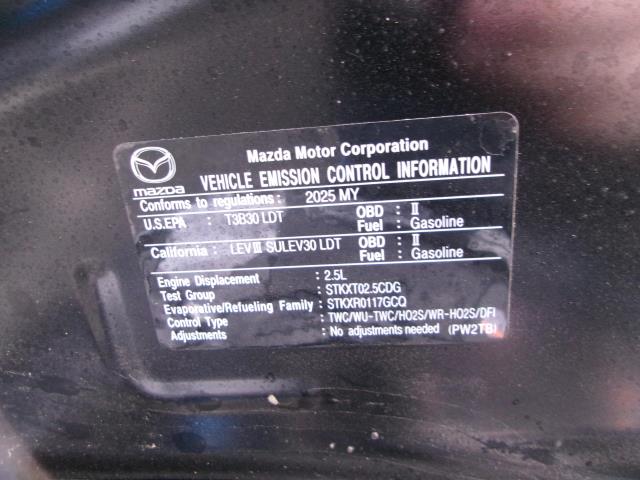 Mazda Motor Corporation
mazda
VEHICLE EMISSION CONTROL INFORMATION
Conforms to regulations: 2025 MY
U.S.EPA : T3B30 LDT OBD : II
Fuel : Gasoline
California: LEVIII SULEV30 LDT OBD : II
Fuel : Gasoline
Engine Displacement : 2.5L
Test Group : STKXT02.5CDG
Evaporative/Refueling Family : STKXR0117GCQ
Control Type : TWC/WU-TWC/HO2S/WR-HO2S/DFI
Adjustments : No adjustments needed (PW2TB)